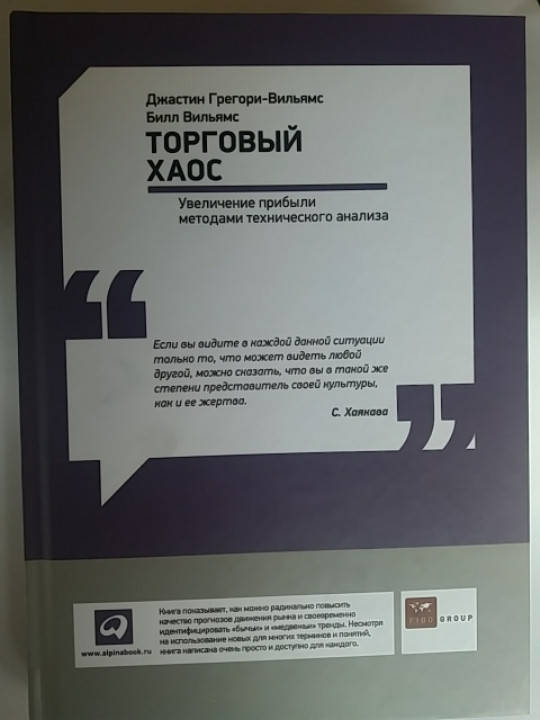 Джастин Грегори-Вильямс
Билл Вильямс
ТОРГОВЫЙ
ХАОС
Увеличение прибыли
методами технического анализа
Если вы видите в каждой данной ситуации
только то, что может видеть любой
другой, можно сказать, что вы в такой же
степени представитель своей культуры,
как и ее жертва.
С. Хаякава
Книга показывает, как можно радикально повысить
качество прогнозов движения рынка и своевременно
идентифицировать «бычьи» и «медвежьи» тренды. Несмотря
на использование новых для многих терминов и понятий,
книга написана очень просто и доступно для каждого.
www.alpinabook.ru
FIBO GROUP